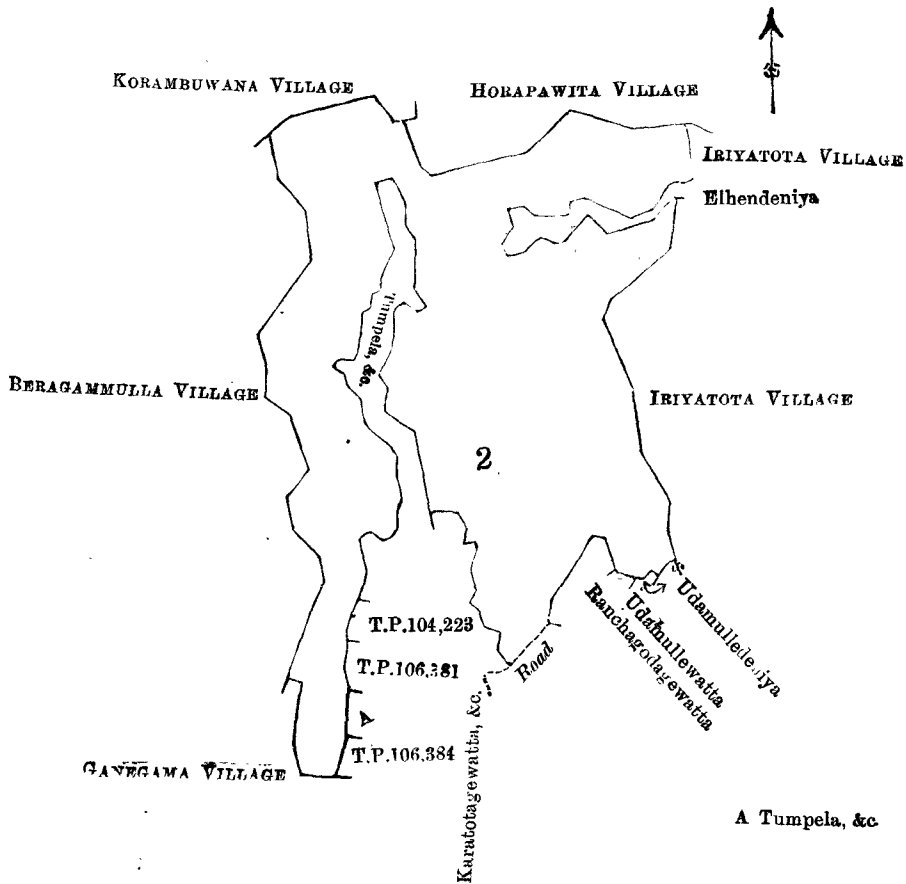 KORAMBUWANA VILLAGE
HORAPAWITA VILLAGE
IRIYATOTA VILLAGE
Elhendeniya
Tumpela, &c.
BERAGAMMULLA VILLAGE
IRIYATOTA VILLAGE
2
T.P.104,223
T.P.106,381
A
T.P.106,384
GANEGAMA VILLAGE
Karatotagewatta, &c.
Road
Ranchagodagewatta
Udamullewatta
Udamulledeniya
A Tumpela, &c.